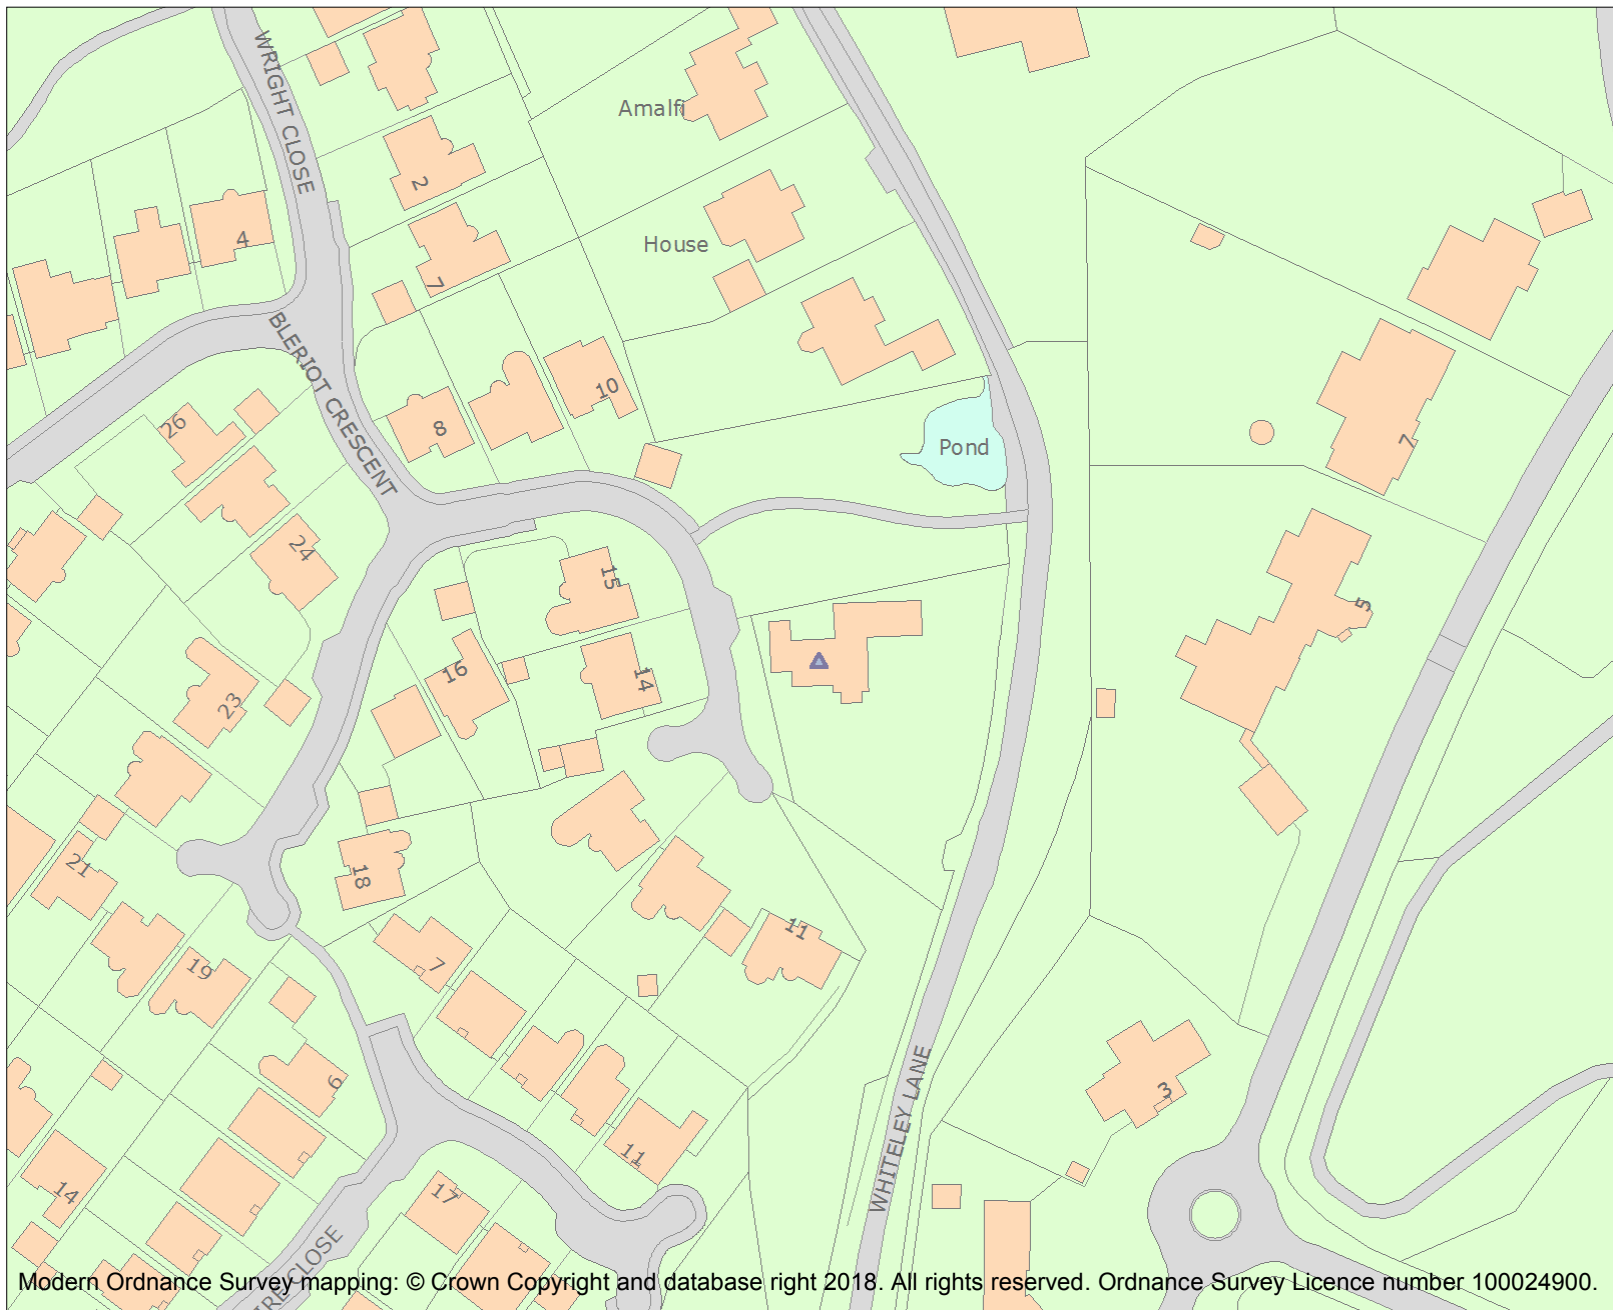 WRIGHT CLOSE
Amalfi
2
4
House
7
BLERIOT CRESCENT
10
26
8
Pond
7
24
15
5
16
14
23
21
18
11
19
7
6
3
WHITELEY LANE
11
14
17
CLOSE
Modern Ordnance Survey mapping: © Crown Copyright and database right 2018. All rights reserved. Ordnance Survey Licence number 100024900.